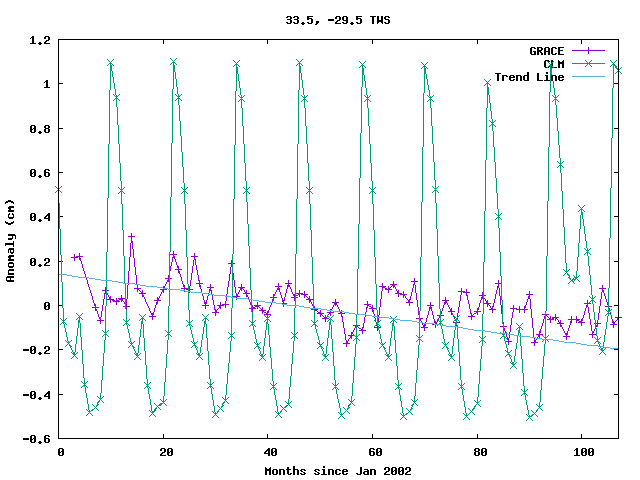 33.5, -29.5 TWS
GRACE
CLM
Trend Line
1.2
1
0.8
0.6
0.4
0.2
0
-0.2
-0.4
-0.6
Anomaly (cm)
0 20 40 60 80 100
Months since Jan 2002